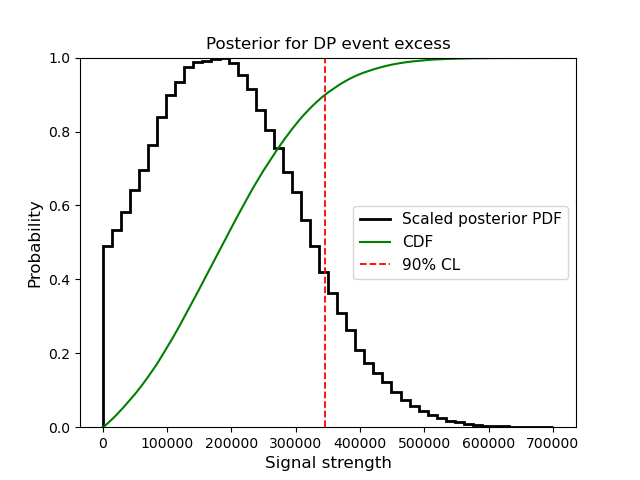 Posterior for DP event excess
1.0
0.8
0.6
0.4
0.2
0.0
Probability
Scaled posterior PDF
CDF
90% CL
0 100000 200000 300000 400000 500000 600000 700000
Signal strength